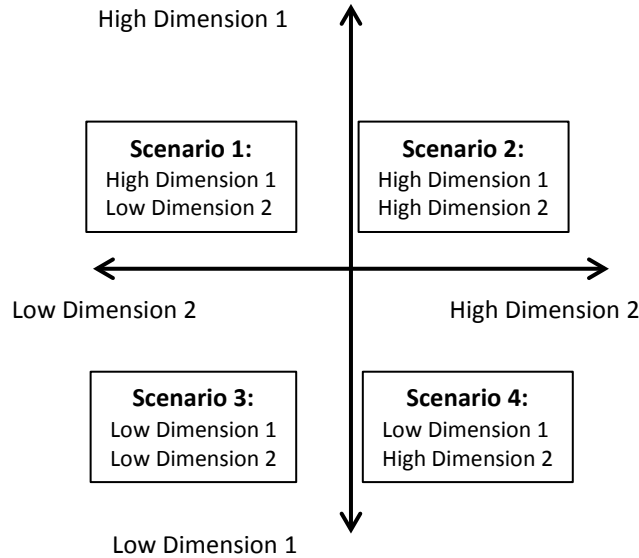 High Dimension 1
Scenario 1:
High Dimension 1
Low Dimension 2
Scenario 2:
High Dimension 1
High Dimension 2
Low Dimension 2
High Dimension 2
Scenario 3:
Low Dimension 1
Low Dimension 2
Scenario 4:
Low Dimension 1
High Dimension 2
Low Dimension 1